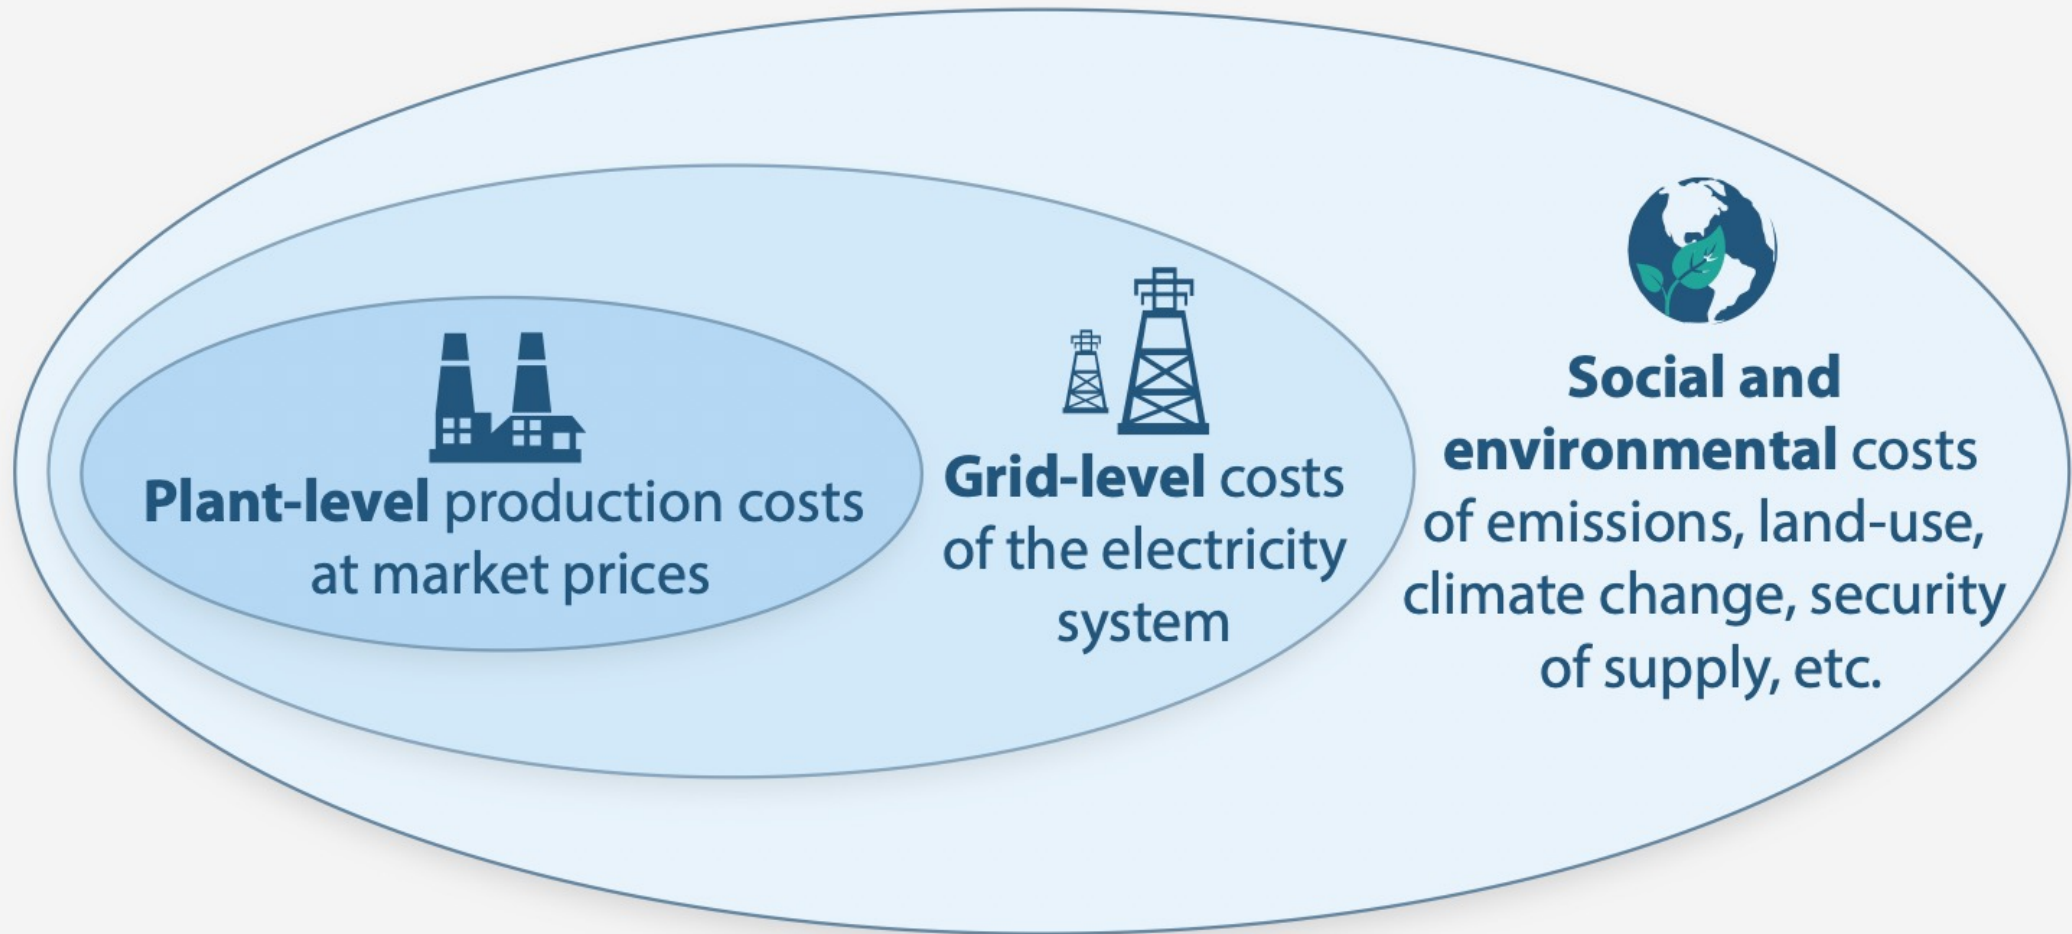 Plant-level production costs
at market prices
Grid-level costs
of the electricity
system
Social and
environmental costs
of emissions, land-use,
climate change, security
of supply, etc.